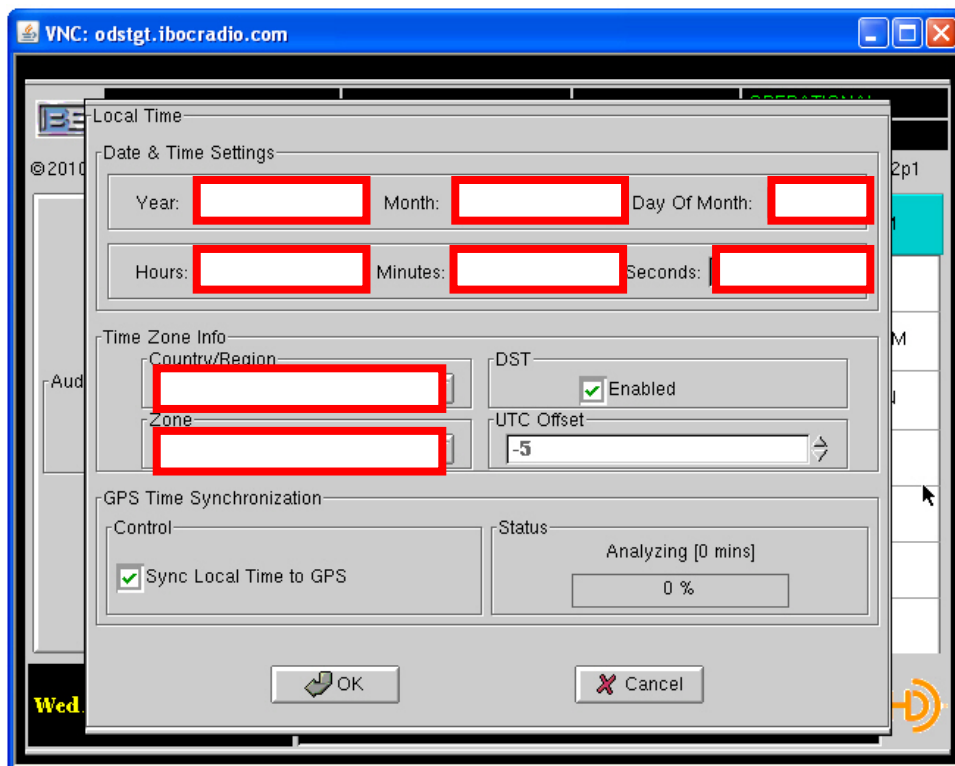 VNC: odstgt.ibocradio.com
Local Time
©2010
2p1
Date & Time Settings
Year:
Month:
Day Of Month:
Hours:
Minutes:
Seconds:
Time Zone Info
Country/Region
DST
M
Aud
Enabled
Zone
UTC Offset
-5
GPS Time Synchronization
Control
Status
Analyzing [0 mins]
Sync Local Time to GPS
0 %
OK
Cancel
Wed.